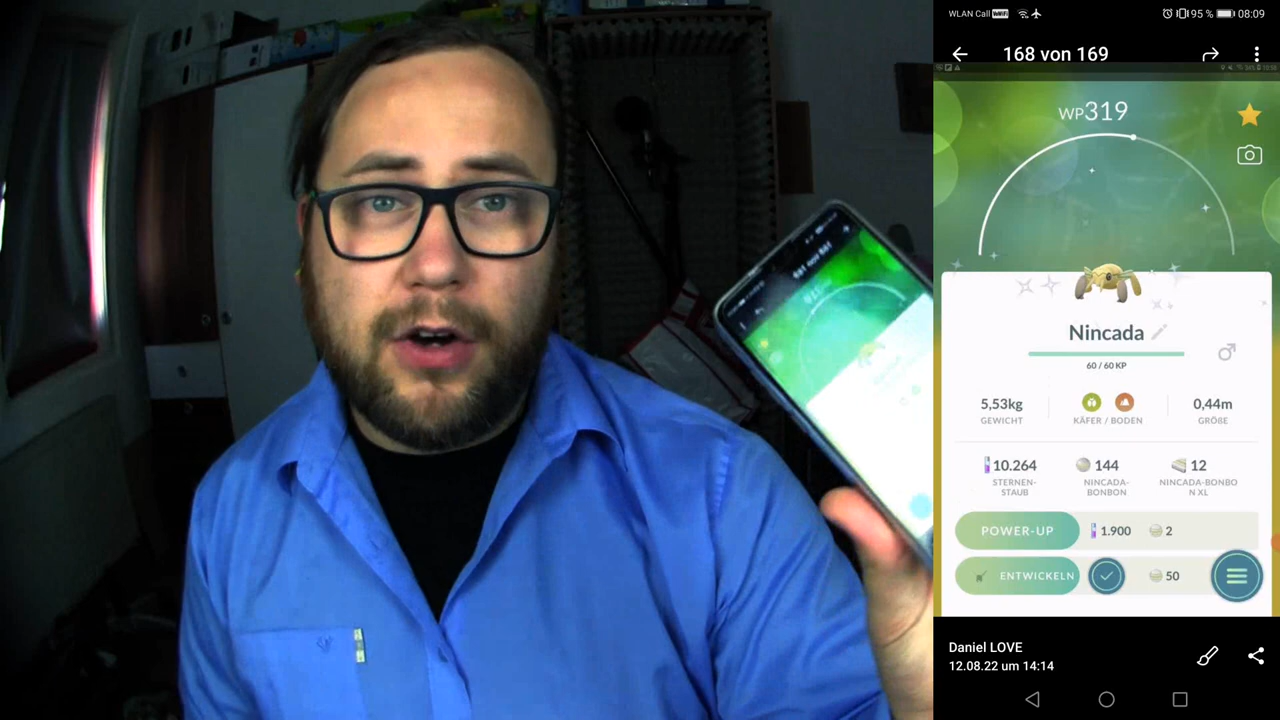 WLAN Call
95 %
08:09
168 von 169
WP319
Nincada
60 / 60 KP
5,53kg
GEWICHT
KÄFER / BODEN
0,44m
GRÖßE
10.264
STERNEN-
STAUB
144
NINCADA-
BONBON
12
NINCADA-BONBO
N XL
POWER-UP
1.900
2
ENTWICKELN
50
Daniel LOVE
12.08.22 um 14:14